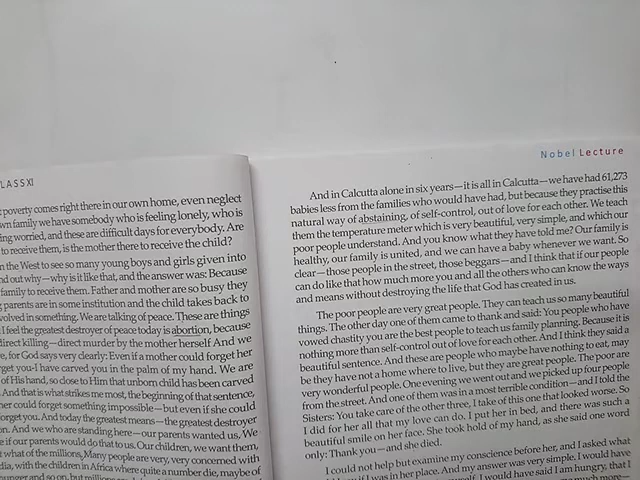 LASS XI
poverty comes right there in our own home, even neglect
wn family we have somebody who is feeling lonely, who is
ng worried, and these are difficult days for everybody. Are
to receive them, is the mother there to receive the child?
n the West to see so many young boys and girls given into
nd out why—why is it like that, and the answer was: Because
family to receive them. Father and mother are so busy they
g parents are in some institution and the child takes back to
volved in something. We are talking of peace. These are things
I feel the greatest destroyer of peace today is abortion, because
direct killing—direct murder by the mother herself And we
e, for God says very clearly: Even if a mother could forget her
rget you-I have carved you in the palm of my hand. We are
of His hand, so close to Him that unborn child has been carved
And that is what strikes me most, the beginning of that sentence,
her could forget something impossible—but even if she could
forget you. And today the greatest means—the greatest destroyer
on. And we who are standing here—our parents wanted us, We
e if our parents would do that to us. Our children, we want them,
t what of the millions, Many people are very, very concerned with
dia, with the children in Africa where quite a number die, maybe of
Nobel Lecture
And in Calcutta alone in six years—it is all in Calcutta—we have had 61,273
babies less from the families who would have had, but because they practise this
natural way of abstaining, of self-control, out of love for each other. We teach
them the temperature meter which is very beautiful, very simple, and which our
poor people understand. And you know what they have told me? Our family is
healthy, our family is united, and we can have a baby whenever we want. So
clear—those people in the street, those beggars—and I think that if our people
can do like that how much more you and all the others who can know the ways
and means without destroying the life that God has created in us.
The poor people are very great people. They can teach us so many beautiful
things. The other day one of them came to thank and said: You people who have
vowed chastity you are the best people to teach us family planning. Because it is
nothing more than self-control out of love for each other. And I think they said a
beautiful sentence. And these are people who maybe have nothing to eat, may
be they have not a home where to live, but they are great people. The poor are
very wonderful people. One evening we went out and we picked up four people
from the street. And one of them was in a most terrible condition—and I told the
Sisters: You take care of the other three, I take of this one that looked worse. So
I did for her all that my love can do. I put her in bed, and there was such a
beautiful smile on her face. She took hold of my hand, as she said one word
only: Thank you—and she died.
I could not help but examine my conscience before her, and I asked what
if I was in her place. And my answer was very simple. I would have
I would have said I am hungry, that I